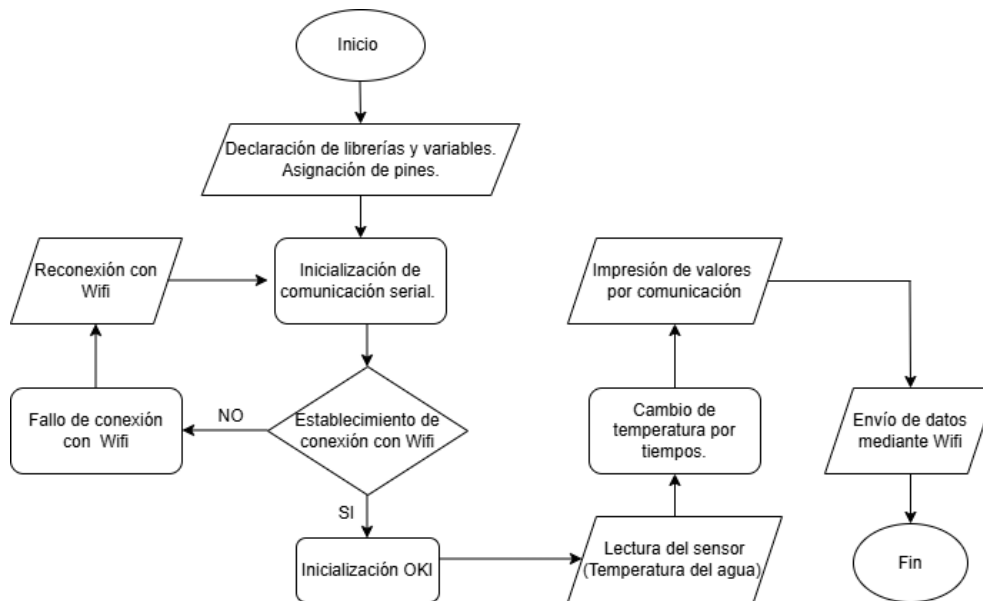 Inicio
Declaración de librerías y variables.
Asignación de pines.
Reconexión con
Wifi
Inicialización de
comunicación serial.
Impresión de valores
por comunicación
Fallo de conexión
con Wifi
NO
Establecimiento de
conexión con Wifi
Cambio de
temperatura por
tiempos.
Envío de datos
mediante Wifi
SI
Inicialización OKI
Lectura del sensor
(Temperatura del agua)
Fin